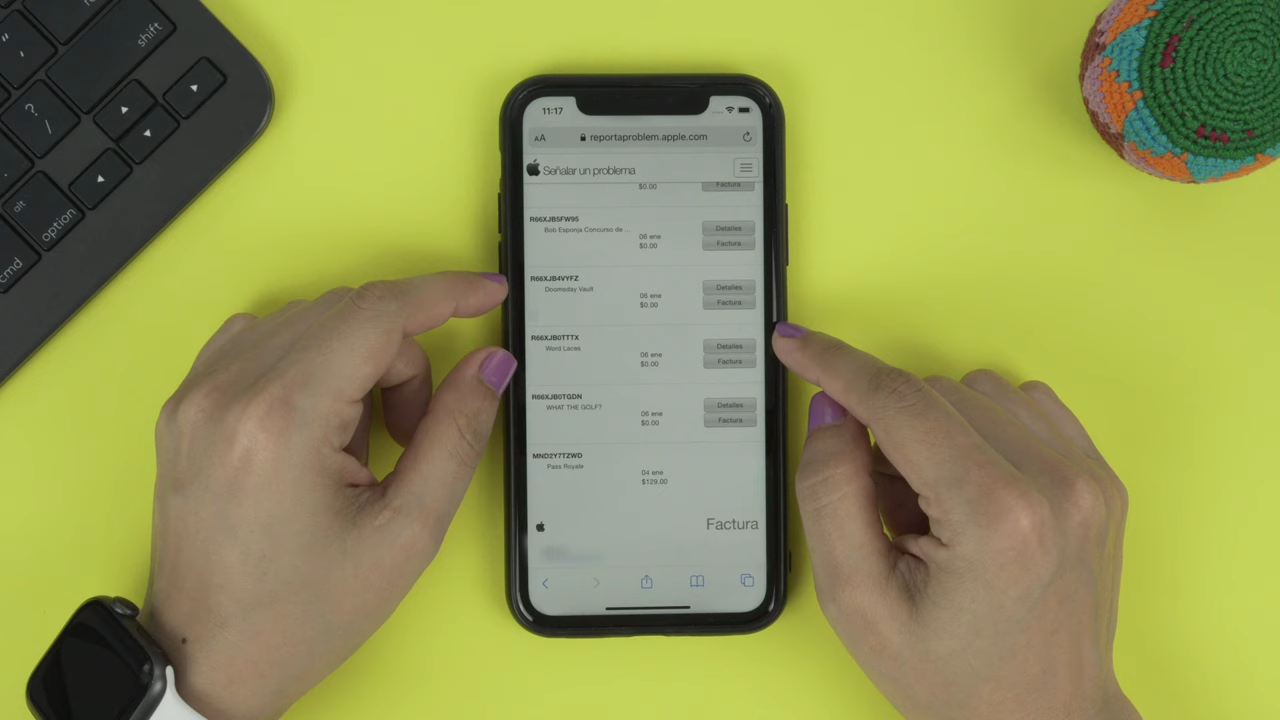 shift
?
/
alt
option
cmd
11:17
AA reportaproblem.apple.com
Señalar un problema
$0.00 Factura
R66XJB5FW95
Bob Esponja Concurso de ...
06 ene
$0.00
Detalles
Factura
R66XJB4VYFZ
Doomsday Vault
06 ene
$0.00
Detalles
Factura
R66XJB0TTTX
Word Laces
06 ene
$0.00
Detalles
Factura
R66XJB0TGDN
WHAT THE GOLF?
06 ene
$0.00
Detalles
Factura
MND2Y7TZWD
Pass Royale
04 ene
$129.00
Factura